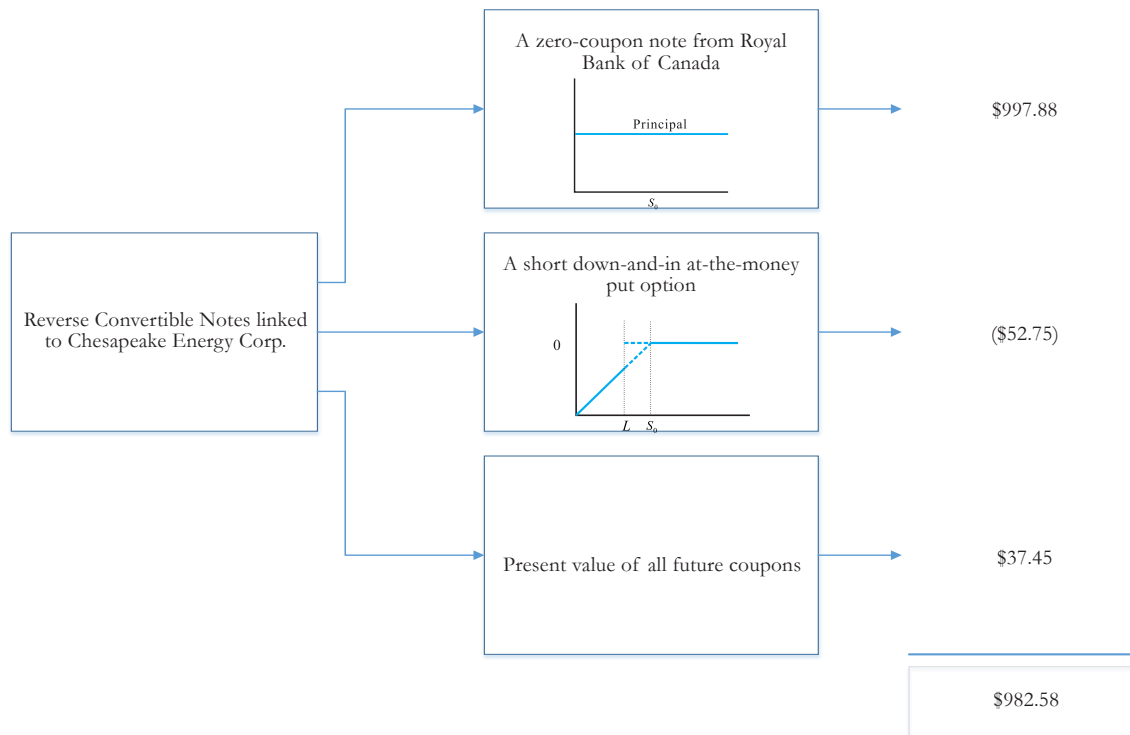 A zero-coupon note from Royal
Bank of Canada
Principal
S₀
$997.88
Reverse Convertible Notes linked
to Chesapeake Energy Corp.
A short down-and-in at-the-money
put option
0
L S₀
($52.75)
Present value of all future coupons
$37.45
$982.58